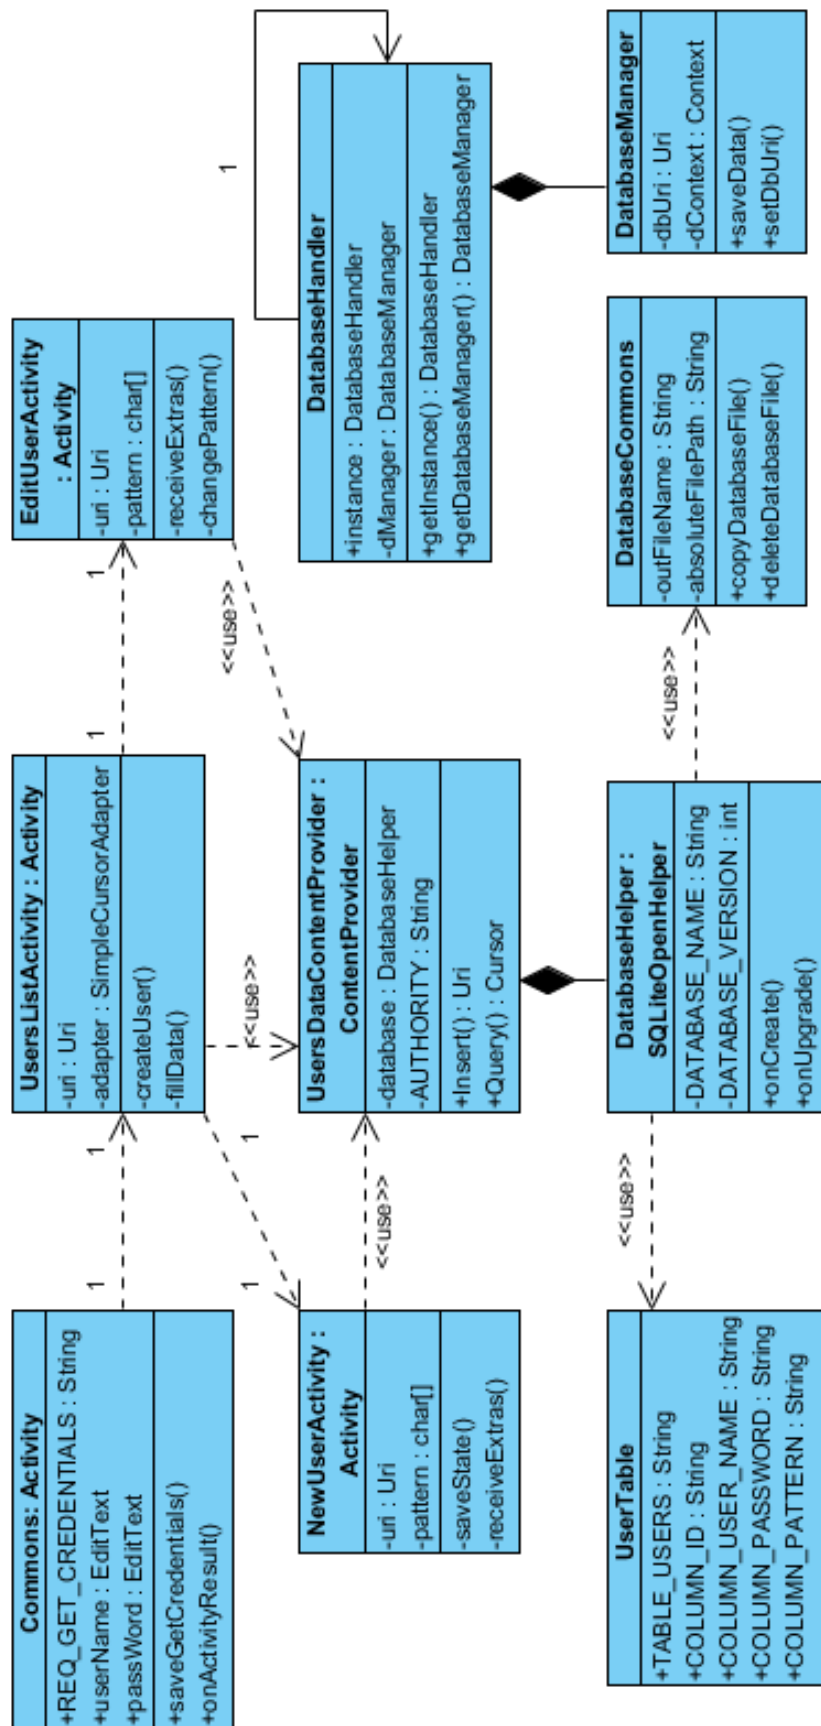 Commons: Activity
+REQ_GET_CREDENTIALS : String
+userName : EditText
+passWord : EditText
+saveGetCredentials()
+onActivityResult()
1
1
UsersListActivity : Activity
-uri : Uri
-adapter : SimpleCursorAdapter
-createUser()
-fillData()
1
1
EditUserActivity
: Activity
-uri : Uri
-pattern : char[]
-receiveExtras()
-changePattern()
1
1
<<use>>
<<use>>
1
NewUserActivity :
Activity
-uri : Uri
-pattern : char[]
-saveState()
-receiveExtras()
<<use>>
UsersDataContentProvider :
ContentProvider
-database : DatabaseHelper
-AUTHORITY : String
+Insert() : Uri
+Query() : Cursor
DatabaseHandler
+instance : DatabaseHandler
-dManager : DatabaseManager
+getInstance() : DatabaseHandler
+getDatabaseManager() : DatabaseManager
UserTable
+TABLE_USERS : String
+COLUMN_ID : String
+COLUMN_USER_NAME : String
+COLUMN_PASSWORD : String
+COLUMN_PATTERN : String
<<use>>
DatabaseHelper :
SQLiteOpenHelper
-DATABASE_NAME : String
-DATABASE_VERSION : int
+onCreate()
+onUpgrade()
<<use>>
DatabaseCommons
-outFileName : String
-absoluteFilePath : String
+copyDatabaseFile()
+deleteDatabaseFile()
DatabaseManager
-dbUri : Uri
-dContext : Context
+saveData()
+setDbUri()